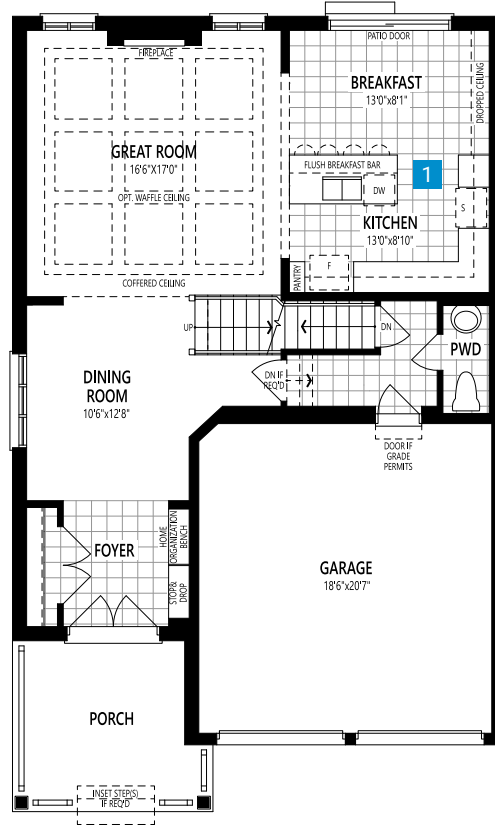 PATIO DOOR
FIREPLACE
BREAKFAST
13'0"x8'1"
DROPPED CEILING
GREAT ROOM
16'6"X17'0"
FLUSH BREAKFAST BAR
1
DW
OPT. WAFFLE CEILING
S
KITCHEN
13'0"x8'10"
F
PANTRY
COFFERED CEILING
UP
DN
PWD
DINING
ROOM
10'6"x12'8"
DN IF
REQ'D
DOOR IF
GRADE
PERMITS
FOYER
HOME
ORGANIZATION
BENCH
STOP&
DROP
GARAGE
18'6"x20'7"
PORCH
INSET STEP(S)
IF REQ'D